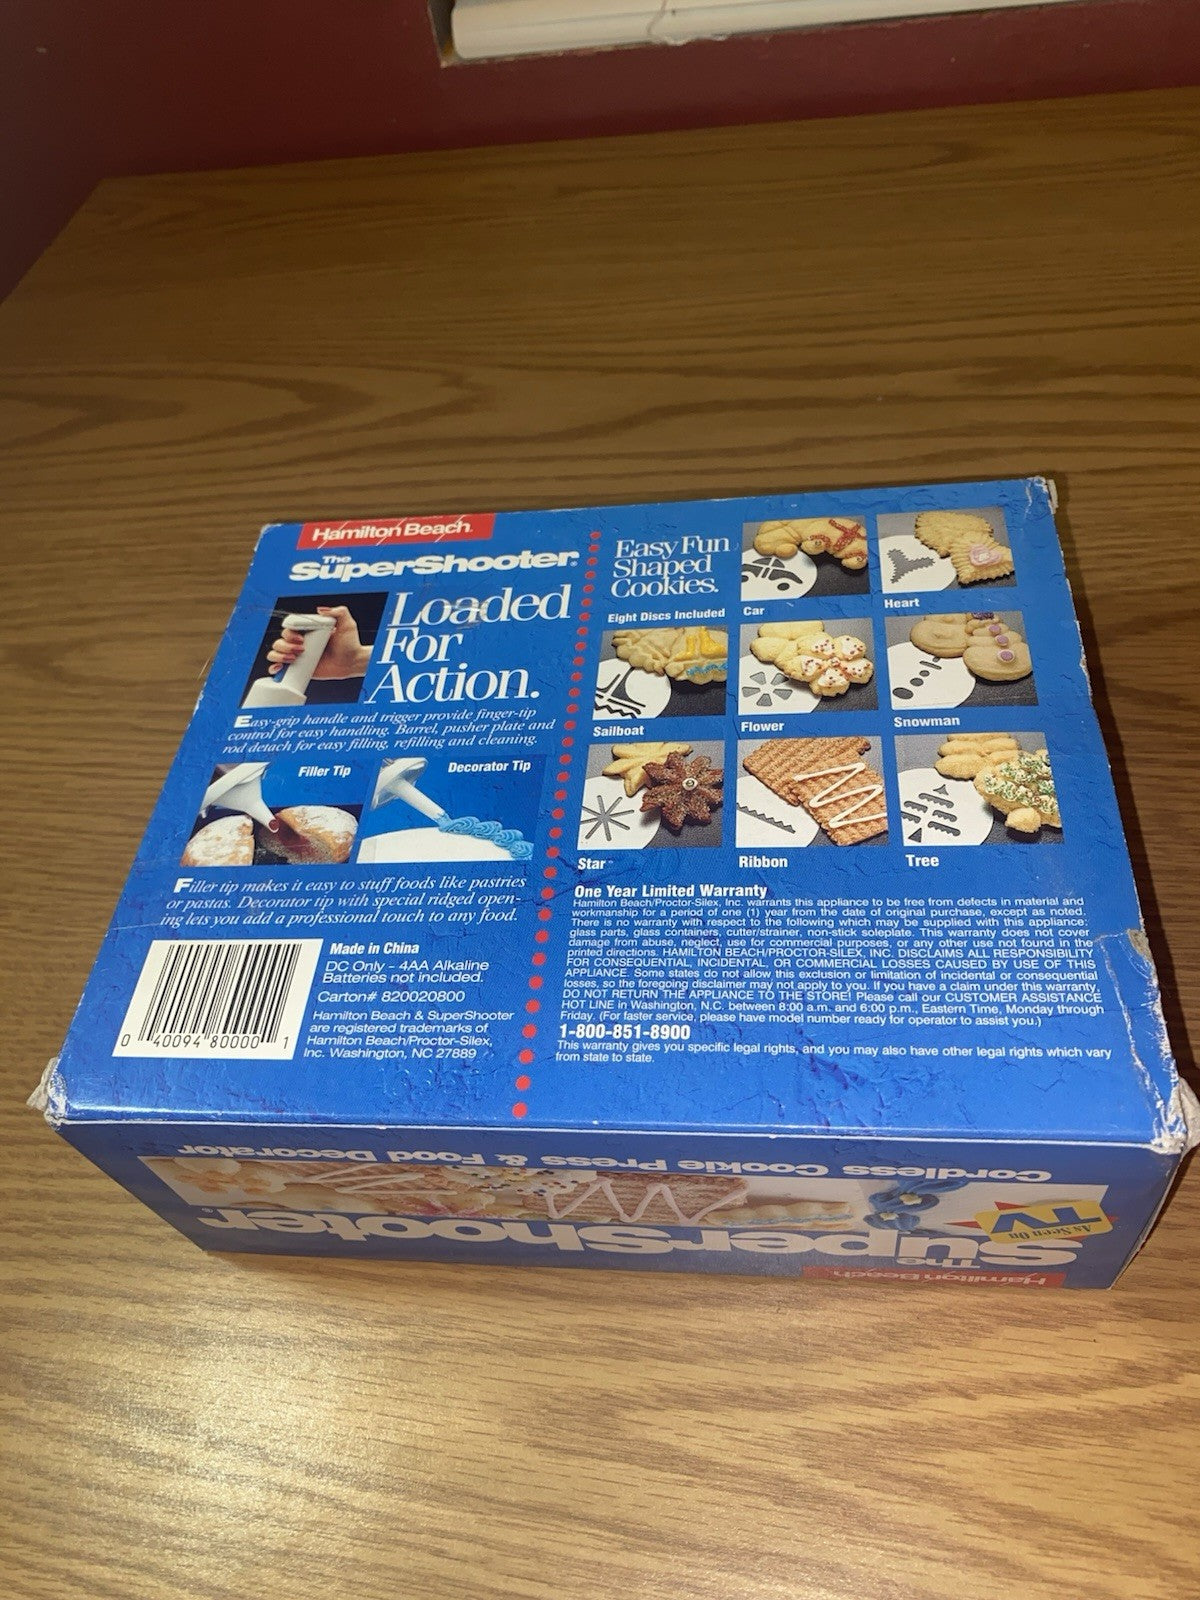 Hamilton Beach
The
SuperShooter®
Loaded
For
Action.
Easy-grip handle and trigger provide finger-tip
control for easy handling. Barrel, pusher plate and
rod detach for easy filling, refilling and cleaning.
Filler Tip
Decorator Tip
Filler tip makes it easy to stuff foods like pastries
or pastas. Decorator tip with special ridged open-
ing lets you add a professional touch to any food.
0 40094 80000 1
Made in China
DC Only - 4AA Alkaline
Batteries not included.
Carton# 820020800
Hamilton Beach & SuperShooter
are registered trademarks of
Hamilton Beach/Proctor-Silex,
Inc. Washington, NC 27889
Easy Fun
Shaped
Cookies.
Eight Discs Included
Car
Heart
Sailboat
Flower
Snowman
Star
Ribbon
Tree
One Year Limited Warranty
Hamilton Beach/Proctor-Silex, Inc. warrants this appliance to be free from defects in material and
workmanship for a period of one (1) year from the date of original purchase, except as noted.
There is no warranty with respect to the following which may be supplied with this appliance:
glass parts, glass containers, cutter/strainer, non-stick soleplate. This warranty does not cover
damage from abuse, neglect, use for commercial purposes, or any other use not found in the
printed directions. HAMILTON BEACH/PROCTOR-SILEX, INC. DISCLAIMS ALL RESPONSIBILITY
FOR CONSEQUENTIAL, INCIDENTAL, OR COMMERCIAL LOSSES CAUSED BY USE OF THIS
APPLIANCE. Some states do not allow this exclusion or limitation of incidental or consequential
losses, so the foregoing disclaimer may not apply to you. If you have a claim under this warranty,
DO NOT RETURN THE APPLIANCE TO THE STORE! Please call our CUSTOMER ASSISTANCE
HOT LINE in Washington, N.C. between 8:00 a.m. and 6:00 p.m., Eastern Time, Monday through
Friday. (For faster service, please have model number ready for operator to assist you.)
1-800-851-8900
This warranty gives you specific legal rights, and you may also have other legal rights which vary
from state to state.
Hamilton Beach
The
SuperShooter®
As Seen On
TV
Cordless Cookie Press & Food Decorator